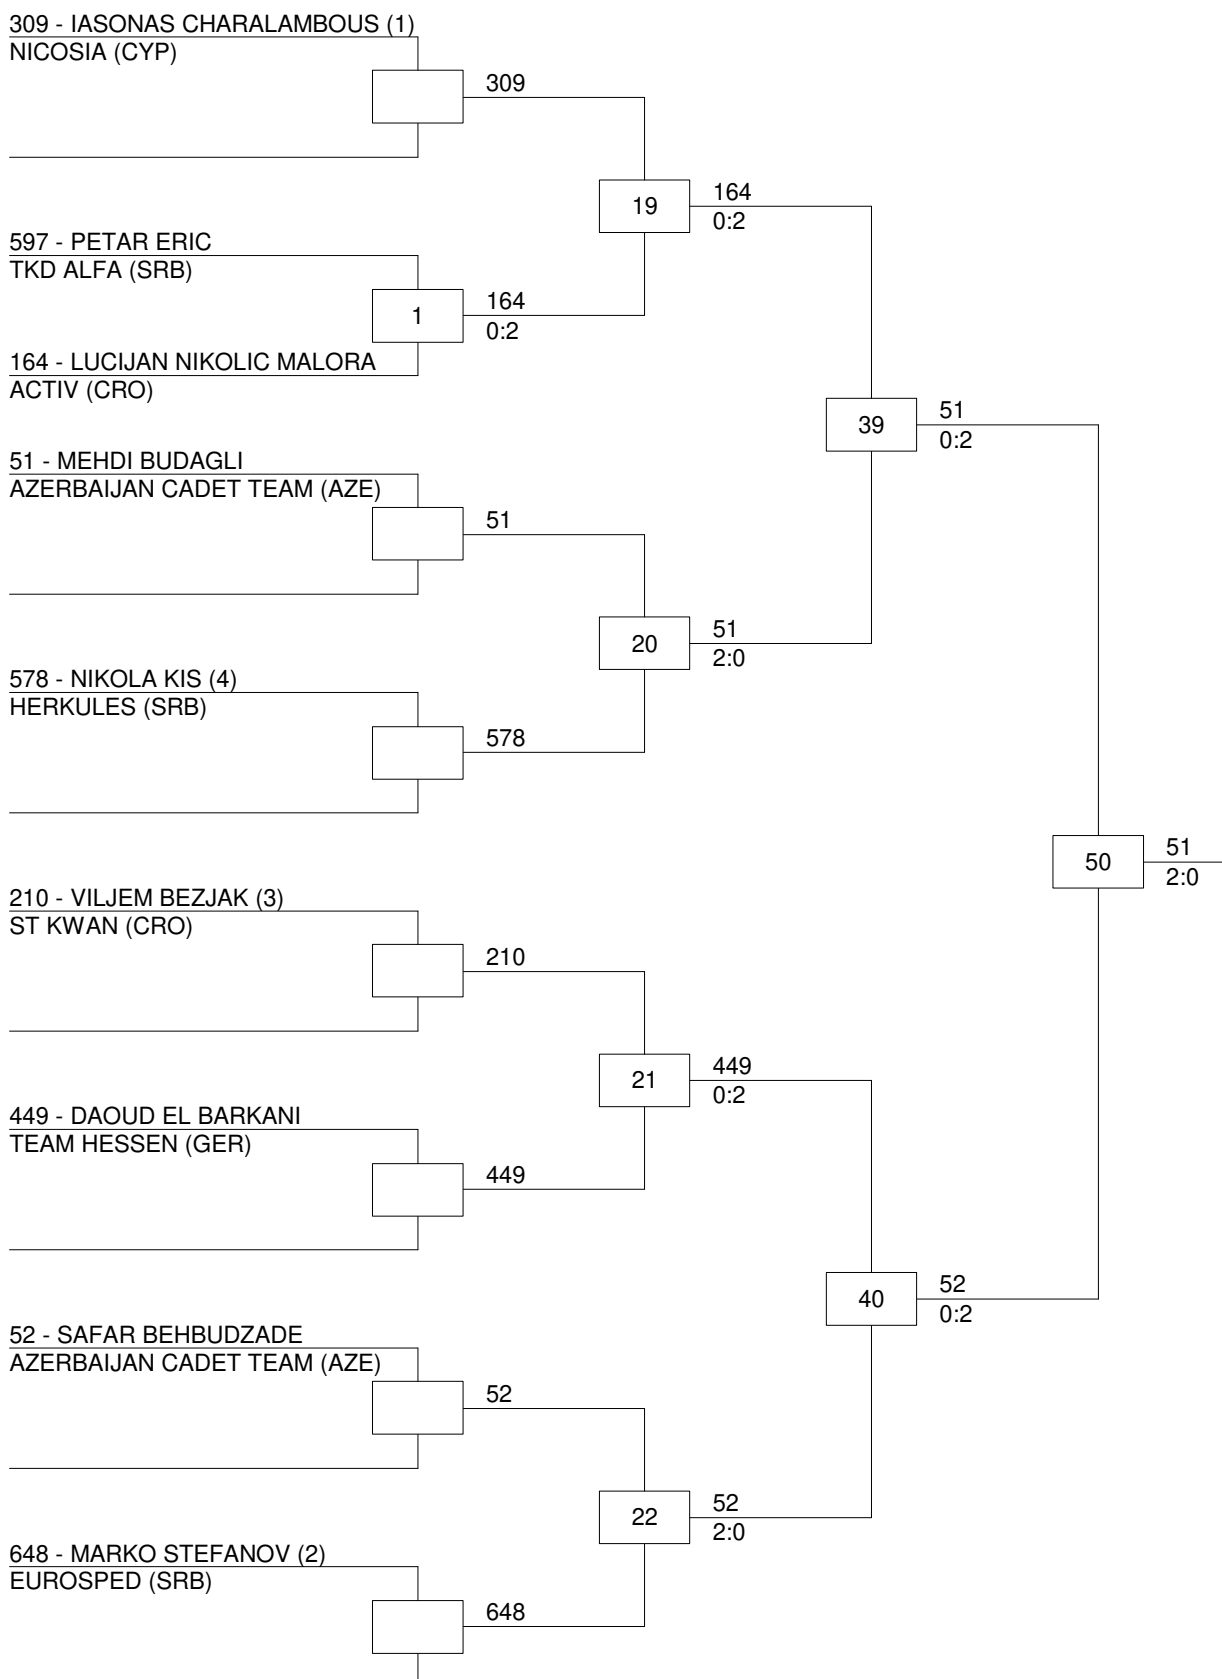 309 - IASONAS CHARALAMBOUS (1)
NICOSIA (CYP)
309
19
164
0:2
597 - PETAR ERIC
TKD ALFA (SRB)
1
164
0:2
164 - LUCIJAN NIKOLIC MALORA
ACTIV (CRO)
39
51
0:2
51 - MEHDI BUDAGLI
AZERBAIJAN CADET TEAM (AZE)
51
20
51
2:0
578 - NIKOLA KIS (4)
HERKULES (SRB)
578
50
51
2:0
210 - VILJEM BEZJAK (3)
ST KWAN (CRO)
210
21
449
0:2
449 - DAOUD EL BARKANI
TEAM HESSEN (GER)
449
40
52
0:2
52 - SAFAR BEHBUDZADE
AZERBAIJAN CADET TEAM (AZE)
52
22
52
2:0
648 - MARKO STEFANOV (2)
EUROSPED (SRB)
648